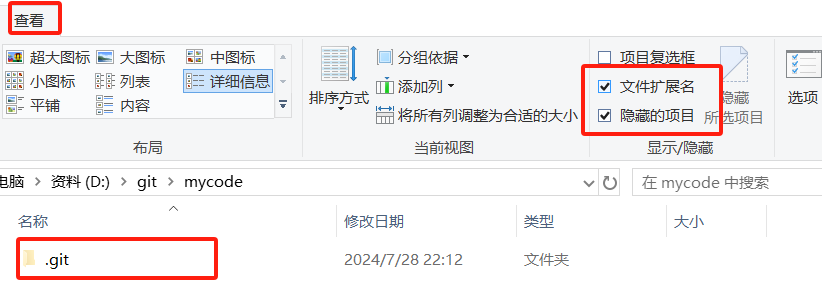 查看
超大图标 大图标 中图标
小图标 列表 详细信息
平铺 内容
布局
排序方式
分组依据
添加列
将所有列调整为合适的大小
当前视图
项目复选框
文件扩展名
隐藏的项目
隐藏
所选项目
显示/隐藏
选项
电脑 > 资料 (D:) > git > mycode
在 mycode 中搜索
名称 修改日期 类型 大小
.git 2024/7/28 22:12 文件夹